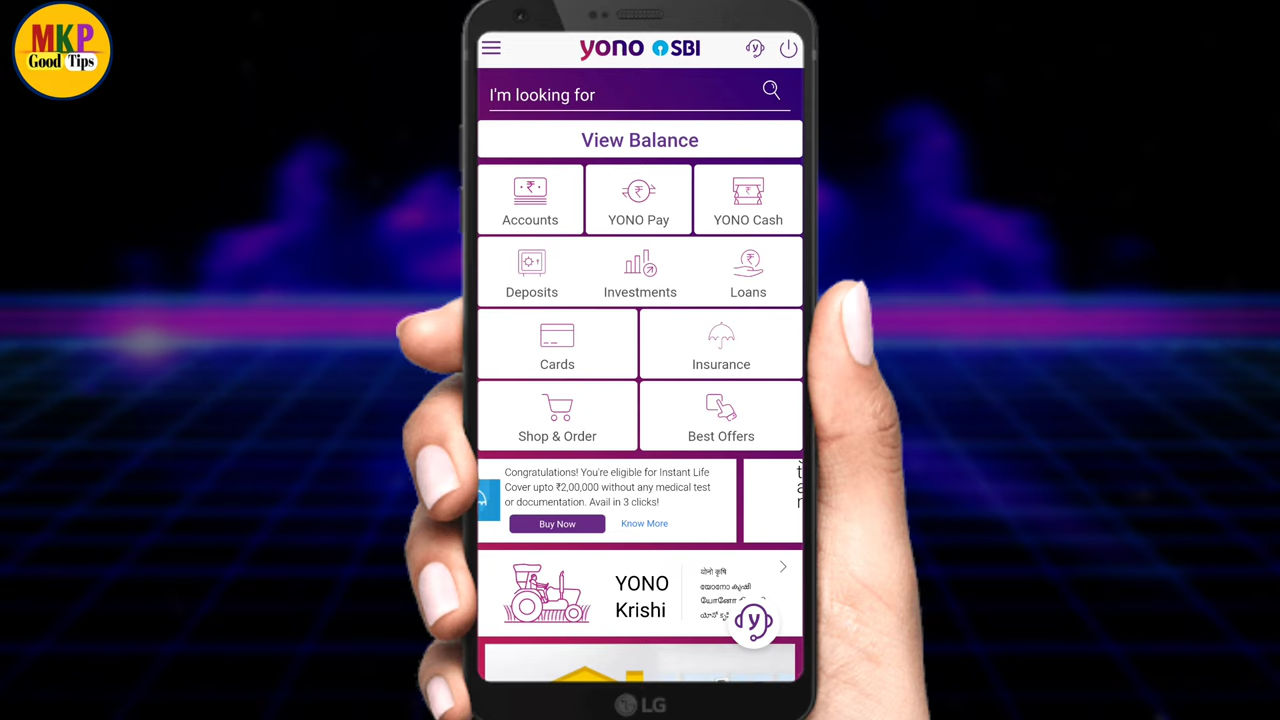 MKP
Good Tips
yono SBI
I'm looking for
View Balance
Accounts
YONO Pay
YONO Cash
Deposits
Investments
Loans
Cards
Insurance
Shop & Order
Best Offers
Congratulations! You're eligible for Instant Life
Cover upto ₹2,00,000 without any medical test
or documentation. Avail in 3 clicks!
Buy Now
Know More
YONO
Krishi
योनो कृषि
യോനോ കൃഷി
LG